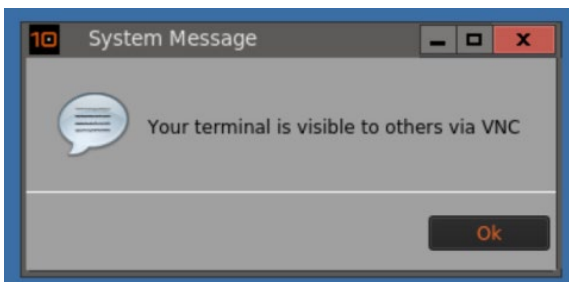 10 System Message
Your terminal is visible to others via VNC
Ok